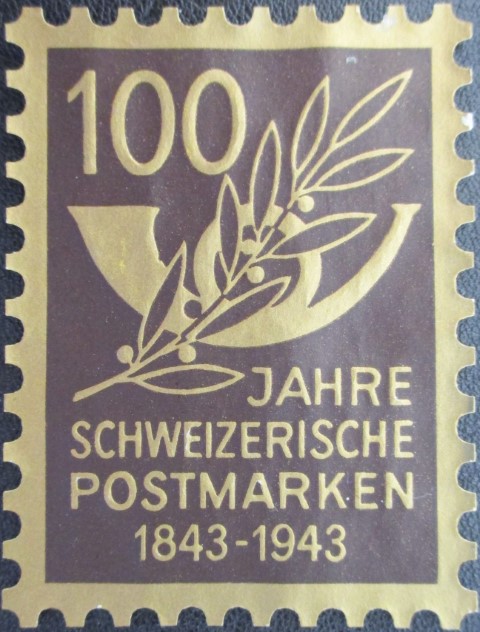 100
JAHRE
SCHWEIZERISCHE
POSTMARKEN
1843-1943